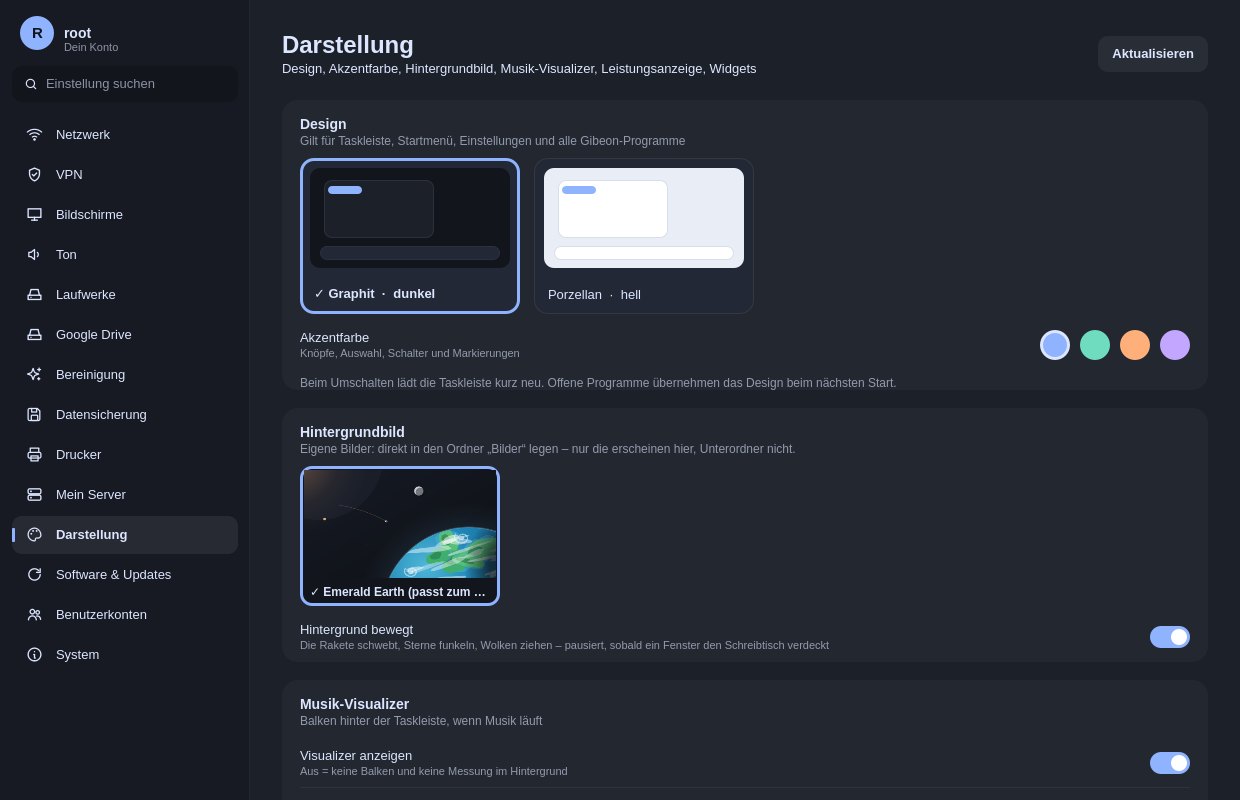 R
root
Dein Konto
Einstellung suchen
Netzwerk
VPN
Bildschirme
Ton
Laufwerke
Google Drive
Bereinigung
Datensicherung
Drucker
Mein Server
Darstellung
Software & Updates
Benutzerkonten
System
Darstellung
Design, Akzentfarbe, Hintergrundbild, Musik-Visualizer, Leistungsanzeige, Widgets
Aktualisieren
Design
Gilt für Taskleiste, Startmenü, Einstellungen und alle Gibeon-Programme
✓ Graphit · dunkel
Porzellan · hell
Akzentfarbe
Knöpfe, Auswahl, Schalter und Markierungen
Beim Umschalten lädt die Taskleiste kurz neu. Offene Programme übernehmen das Design beim nächsten Start.
Hintergrundbild
Eigene Bilder: direkt in den Ordner „Bilder“ legen – nur die erscheinen hier, Unterordner nicht.
✓ Emerald Earth (passt zum …
Hintergrund bewegt
Die Rakete schwebt, Sterne funkeln, Wolken ziehen – pausiert, sobald ein Fenster den Schreibtisch verdeckt
Musik-Visualizer
Balken hinter der Taskleiste, wenn Musik läuft
Visualizer anzeigen
Aus = keine Balken und keine Messung im Hintergrund